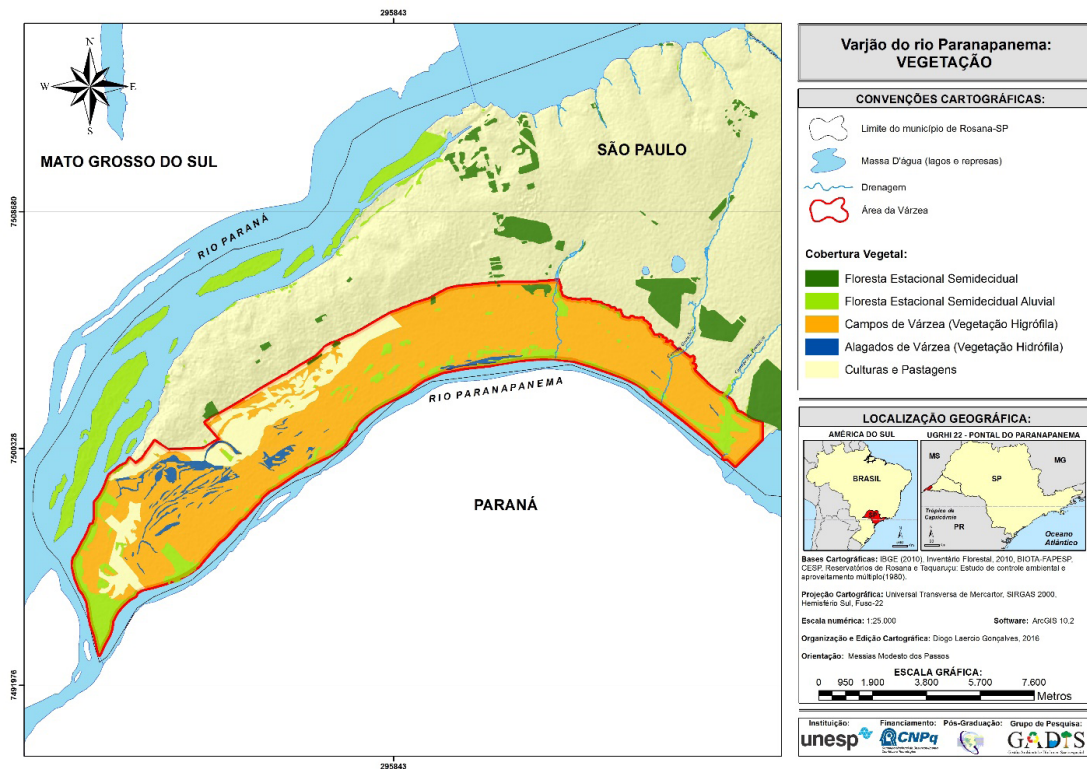 295843
N
W
E
S
MATO GROSSO DO SUL
SÃO PAULO
RIO PARANÁ
RIO PARANAPANEMA
PARANÁ
7508680
7491976
295843
Varjão do rio Paranapanema:
VEGETAÇÃO
CONVENÇÕES CARTOGRÁFICAS:
Limite do município de Rosana-SP
Massa D'água (lagos e represas)
Drenagem
Área da Várzea
Cobertura Vegetal:
Floresta Estacional Semidecidual
Floresta Estacional Semidecidual Aluvial
Campos de Várzea (Vegetação Higrófila)
Alagados de Várzea (Vegetação Hidrófila)
Culturas e Pastagens
LOCALIZAÇÃO GEOGRÁFICA:
AMÉRICA DO SUL
BRASIL
UGRHI 22 - PONTAL DO PARANAPANEMA
MS
MG
SP
Trópico de
Capricórnio
PR
Oceano
Atlântico
Bases Cartográficas: IBGE (2010), Inventário Florestal, 2010, BIOTA-FAPESP,
CESP, Reservatórios de Rosana e Taquaruçu: Estudo de controle ambiental e
aproveitamento múltiplo(1980).
Projeção Cartográfica: Universal Transversa de Mercartor, SIRGAS 2000.
Hemisfério Sul, Fuso-22
Escala numérica: 1:25.000 Software: ArcGIS 10.2
Organização e Edição Cartográfica: Diogo Laercio Gonçalves, 2016
Orientação: Messias Modesto dos Passos
ESCALA GRÁFICA:
0 950 1.900 3.800 5.700 7.600
Metros
Instituição: Financiamento: Pós-Graduação: Grupo de Pesquisa:
unesp CNPq GADIS